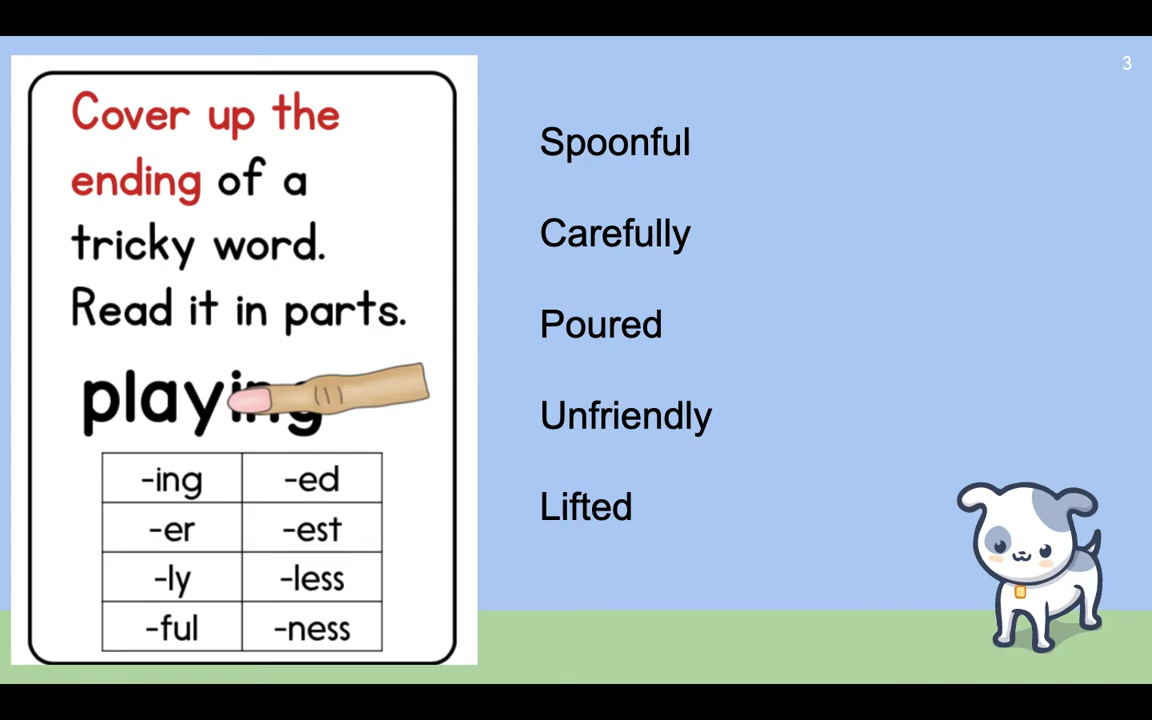 3
Cover up the
ending of a
tricky word.
Read it in parts.
playing
-ing -ed
-er -est
-ly -less
-ful -ness
Spoonful
Carefully
Poured
Unfriendly
Lifted